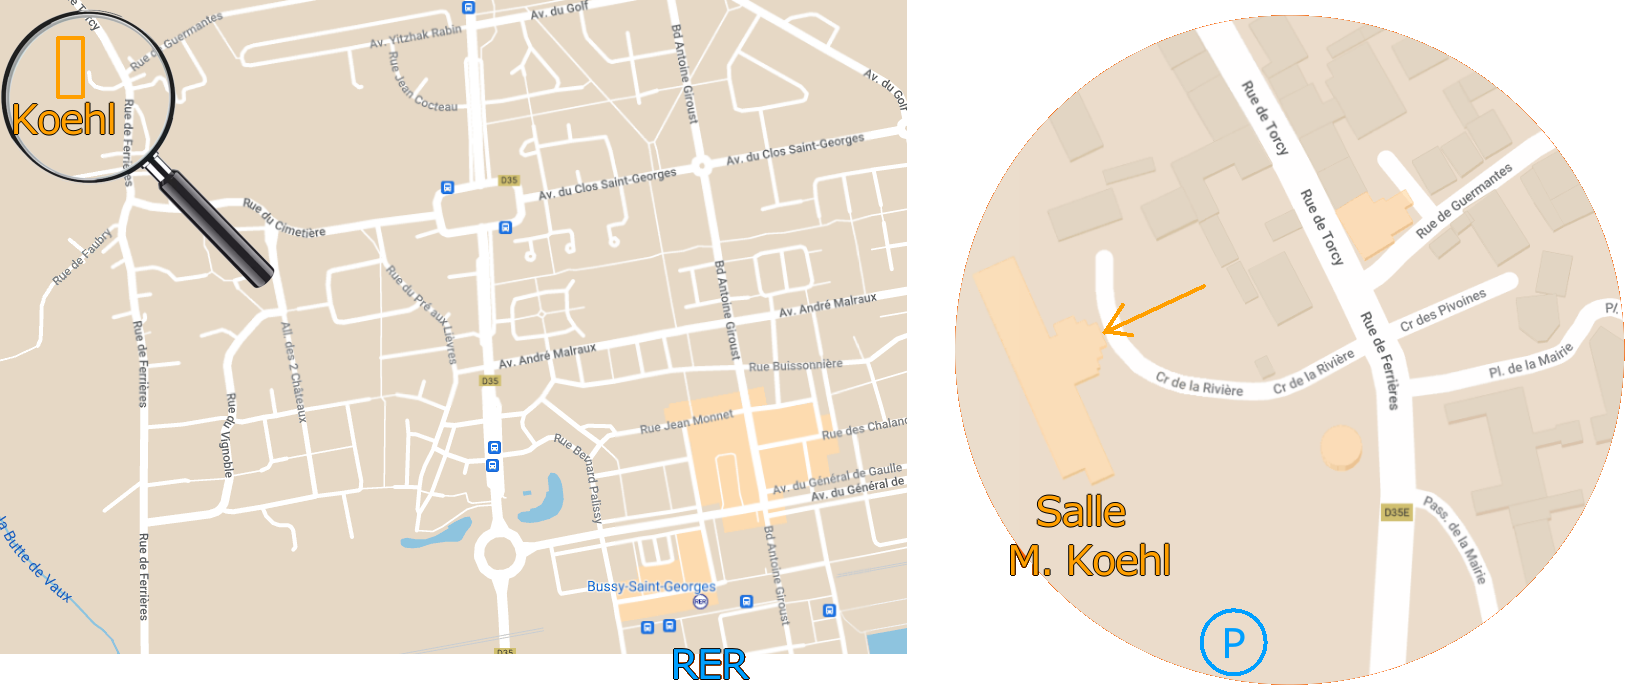 Torcy
Rue de Guermantes
Koehl
Rue de Ferrières
Av. du Golf
Av. Yitzhak Rabin
Rue Jean Cocteau
Bd Antoine Giroust
Av. du Golf
Av. du Clos Saint-Georges
Av. du Clos Saint-Georges
D35
Rue du Cimetière
Rue de Faubry
Rue du Pré aux Lièvres
Bd Antoine Giroust
Av. André Malraux
Av. André Malraux
Rue de Ferrières
All. des 2 Châteaux
Rue Buissonnière
D35
Rue du Vignoble
Rue Jean Monnet
Rue des Chaland
Rue Bernard Palissy
Av. du Général de Gaulle
Av. du Général de
la Butte-de-Vaux
Rue de Ferrières
Bd Antoine Giroust
Bussy-Saint-Georges
RER
D35
RER
Rue de Torcy
Rue de Torcy
Rue de Guermantes
Cr des Pivoines
Pl.
Rue de Ferrières
Pl. de la Mairie
Cr de la Rivière
Cr de la Rivière
Salle
M. Koehl
D35E
Pass. de la Mairie
P